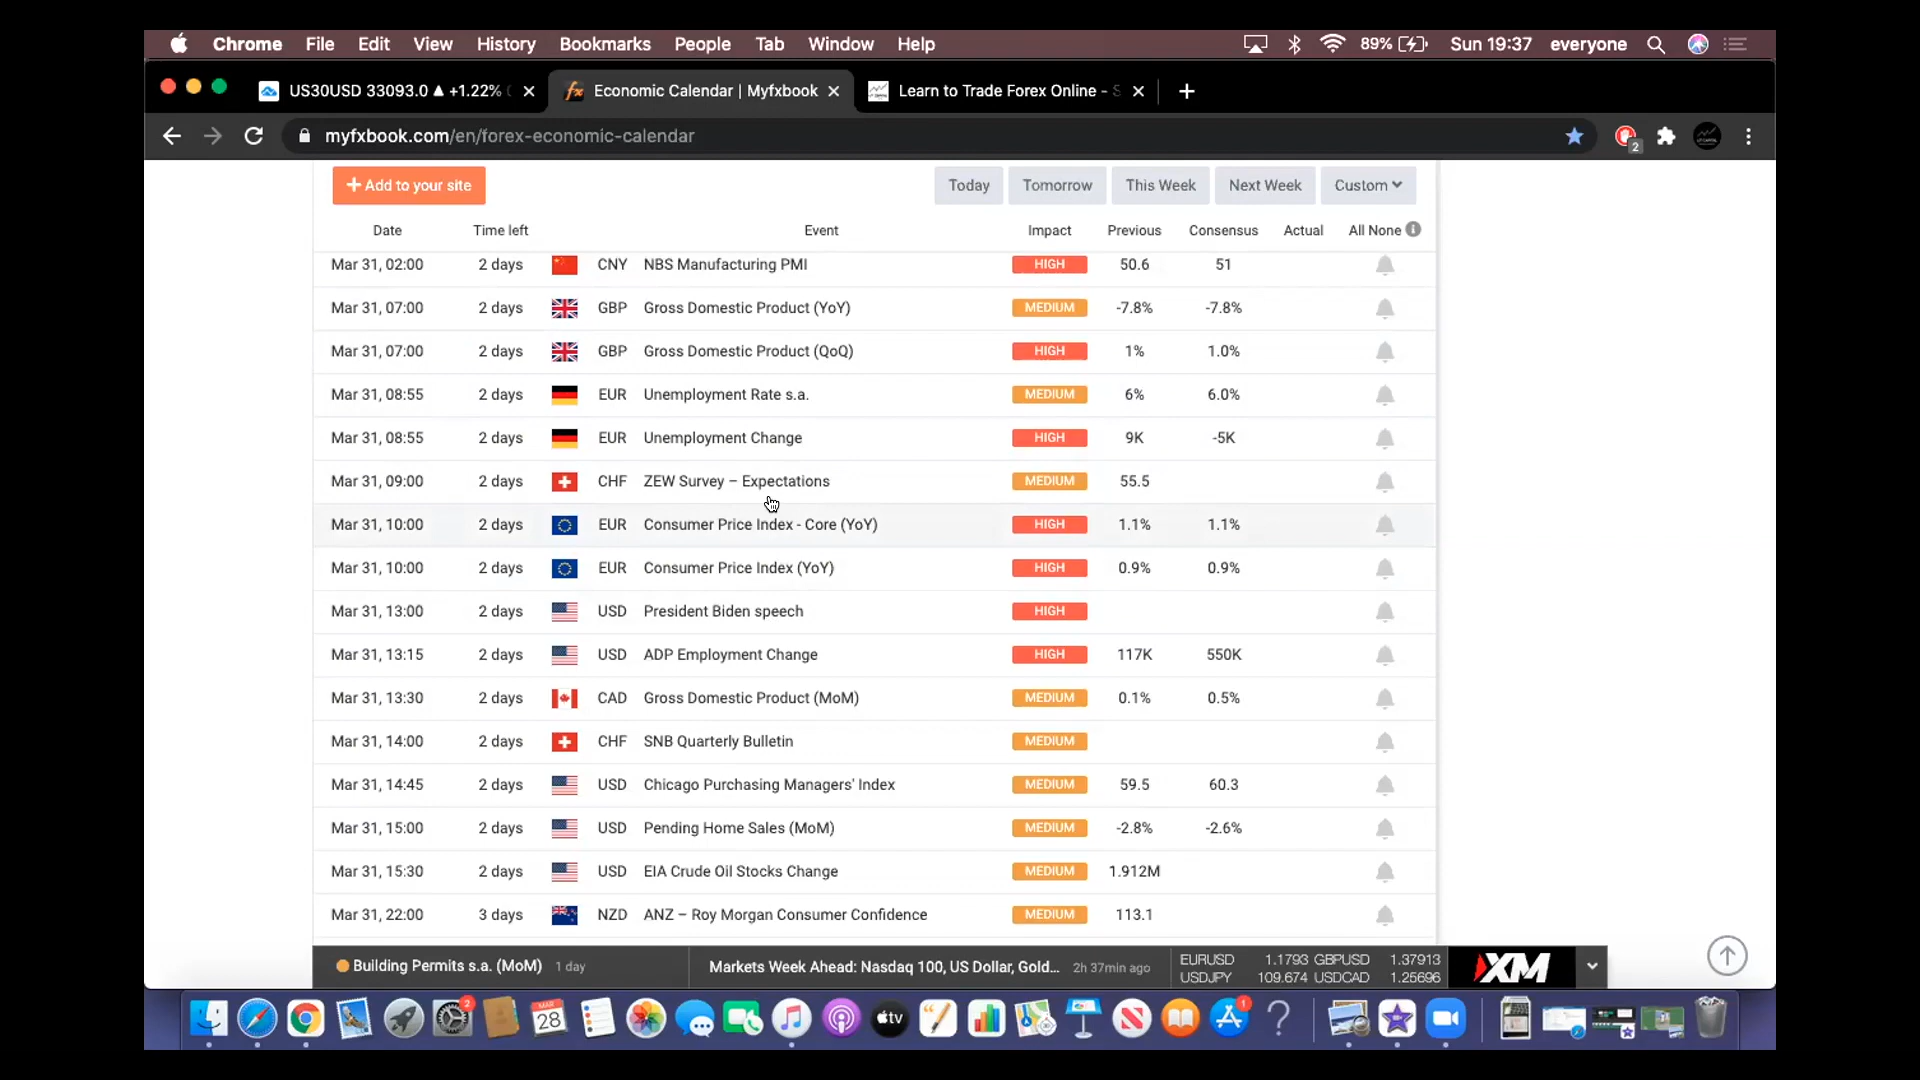 Chrome File Edit View History Bookmarks People Tab Window Help 89% Sun 19:37 everyone
US30USD 33093.0 ▲ +1.22% Economic Calendar | Myfxbook Learn to Trade Forex Online - S
myfxbook.com/en/forex-economic-calendar 2
+ Add to your site Today Tomorrow This Week Next Week Custom
Date Time left Event Impact Previous Consensus Actual All None
Mar 31, 02:00 2 days CNY NBS Manufacturing PMI HIGH 50.6 51
Mar 31, 07:00 2 days GBP Gross Domestic Product (YoY) MEDIUM -7.8% -7.8%
Mar 31, 07:00 2 days GBP Gross Domestic Product (QoQ) HIGH 1% 1.0%
Mar 31, 08:55 2 days EUR Unemployment Rate s.a. MEDIUM 6% 6.0%
Mar 31, 08:55 2 days EUR Unemployment Change HIGH 9K -5K
Mar 31, 09:00 2 days CHF ZEW Survey – Expectations MEDIUM 55.5
Mar 31, 10:00 2 days EUR Consumer Price Index - Core (YoY) HIGH 1.1% 1.1%
Mar 31, 10:00 2 days EUR Consumer Price Index (YoY) HIGH 0.9% 0.9%
Mar 31, 13:00 2 days USD President Biden speech HIGH
Mar 31, 13:15 2 days USD ADP Employment Change HIGH 117K 550K
Mar 31, 13:30 2 days CAD Gross Domestic Product (MoM) MEDIUM 0.1% 0.5%
Mar 31, 14:00 2 days CHF SNB Quarterly Bulletin MEDIUM
Mar 31, 14:45 2 days USD Chicago Purchasing Managers' Index MEDIUM 59.5 60.3
Mar 31, 15:00 2 days USD Pending Home Sales (MoM) MEDIUM -2.8% -2.6%
Mar 31, 15:30 2 days USD EIA Crude Oil Stocks Change MEDIUM 1.912M
Mar 31, 22:00 3 days NZD ANZ – Roy Morgan Consumer Confidence MEDIUM 113.1
Building Permits s.a. (MoM) 1 day Markets Week Ahead: Nasdaq 100, US Dollar, Gold... 2h 37min ago EURUSD 1.1793 GBPUSD 1.37913 XM
USDJPY 109.674 USDCAD 1.25696
2 MAR 28 tv 1